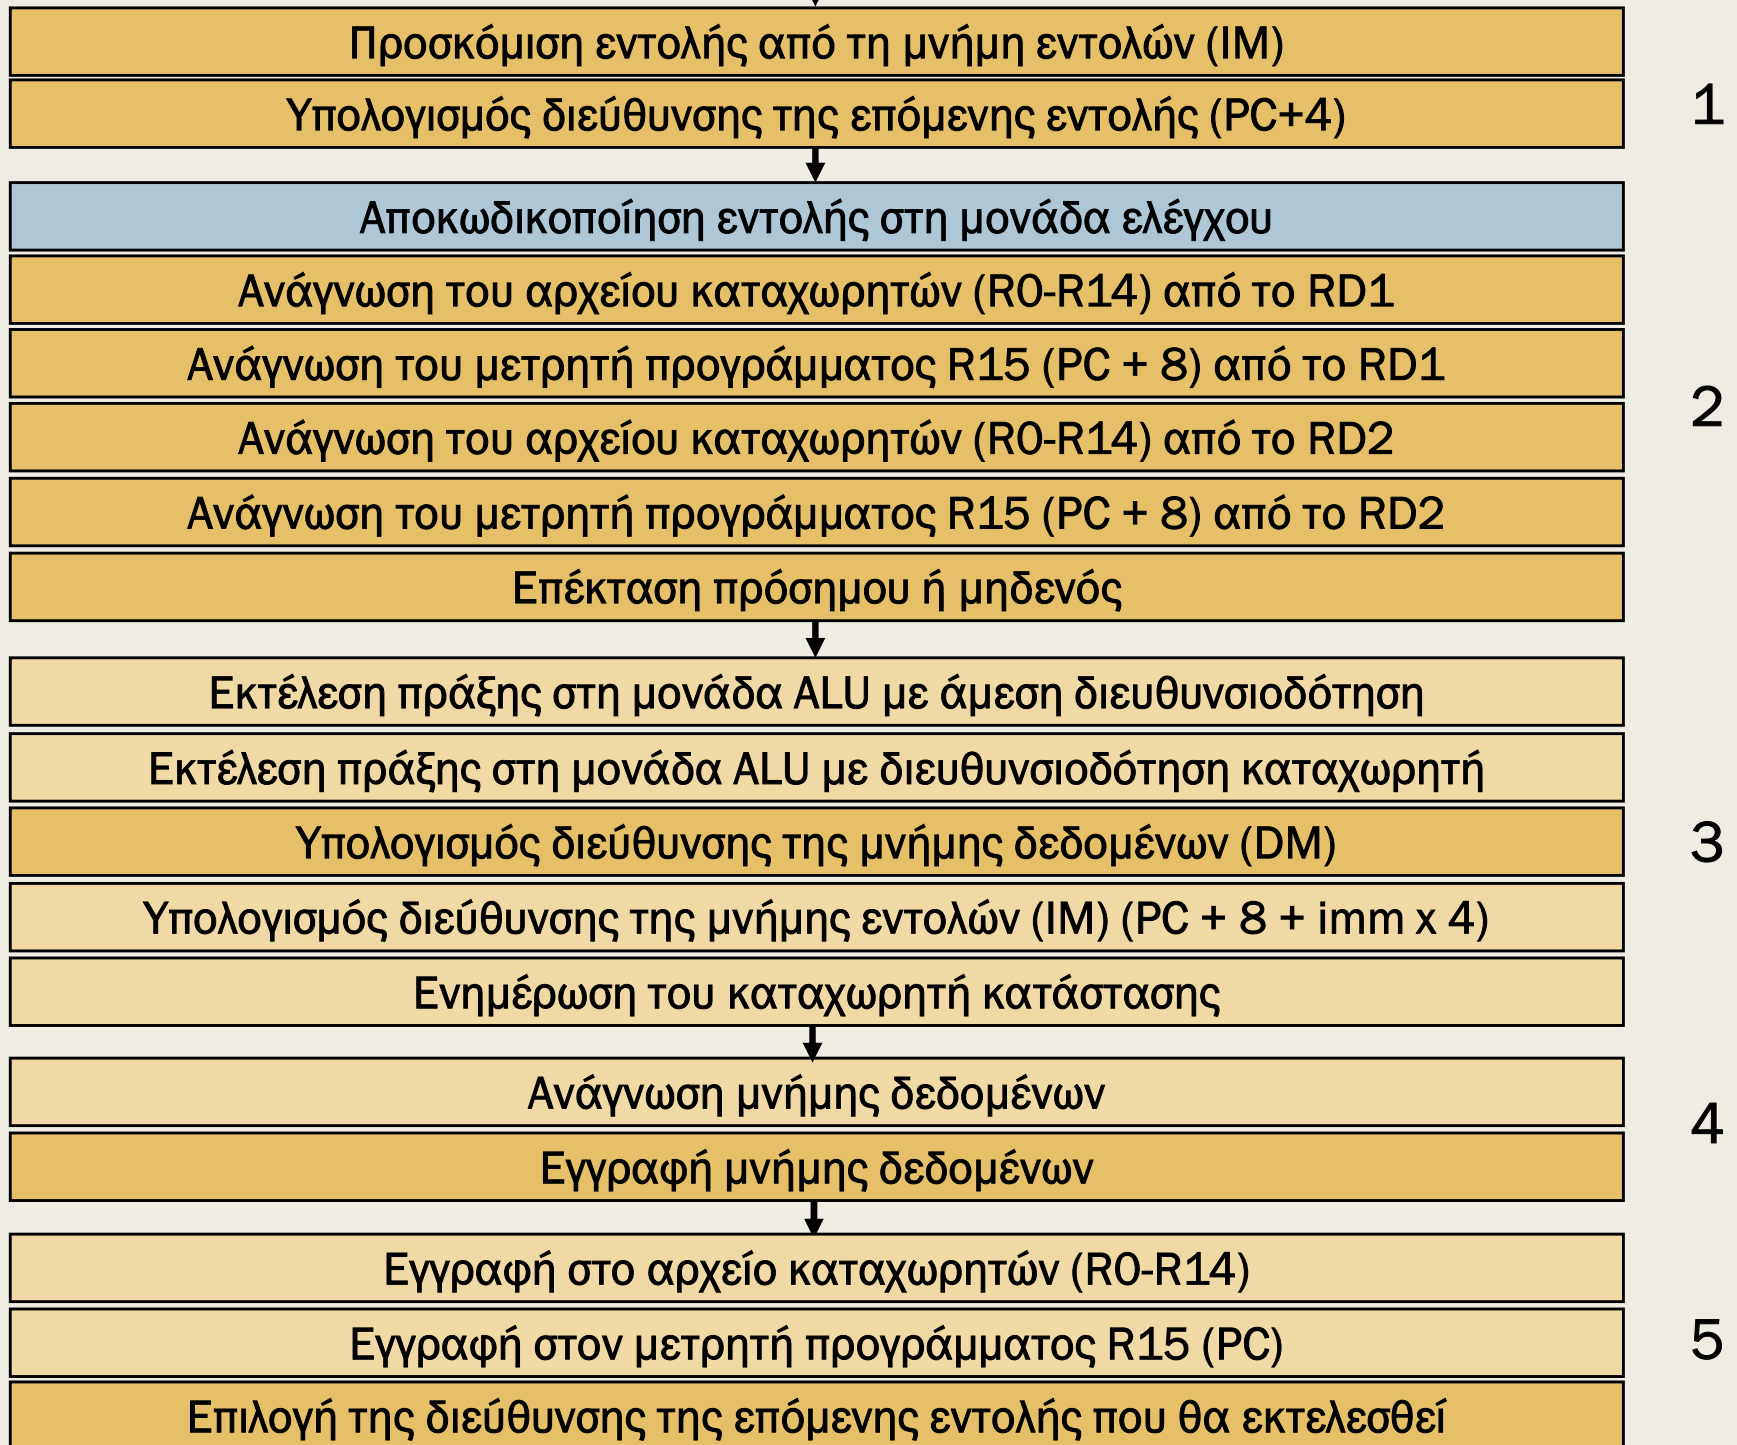 Προσκόμιση εντολής από τη μνήμη εντολών (IM)
Υπολογισμός διεύθυνσης της επόμενης εντολής (PC+4)
1
Αποκωδικοποίηση εντολής στη μονάδα ελέγχου
Ανάγνωση του αρχείου καταχωρητών (R0-R14) από το RD1
Ανάγνωση του μετρητή προγράμματος R15 (PC + 8) από το RD1
2
Ανάγνωση του αρχείου καταχωρητών (R0-R14) από το RD2
Ανάγνωση του μετρητή προγράμματος R15 (PC + 8) από το RD2
Επέκταση πρόσημου ή μηδενός
Εκτέλεση πράξης στη μονάδα ALU με άμεση διευθυνσιοδότηση
Εκτέλεση πράξης στη μονάδα ALU με διευθυνσιοδότηση καταχωρητή
Υπολογισμός διεύθυνσης της μνήμης δεδομένων (DM)
3
Υπολογισμός διεύθυνσης της μνήμης εντολών (IM) (PC + 8 + imm x 4)
Ενημέρωση του καταχωρητή κατάστασης
Ανάγνωση μνήμης δεδομένων
4
Εγγραφή μνήμης δεδομένων
Εγγραφή στο αρχείο καταχωρητών (R0-R14)
Εγγραφή στον μετρητή προγράμματος R15 (PC)
5
Επιλογή της διεύθυνσης της επόμενης εντολής που θα εκτελεσθεί